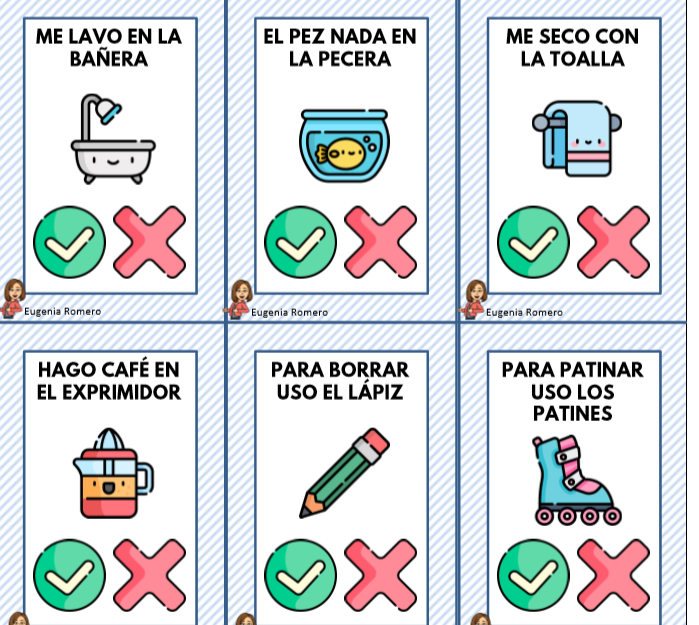 ME LAVO EN LA
BAÑERA
EL PEZ NADA EN
LA PECERA
ME SECO CON
LA TOALLA
Eugenia Romero
Eugenia Romero
Eugenia Romero
HAGO CAFÉ EN
EL EXPRIMIDOR
PARA BORRAR
USO EL LÁPIZ
PARA PATINAR
USO LOS
PATINES